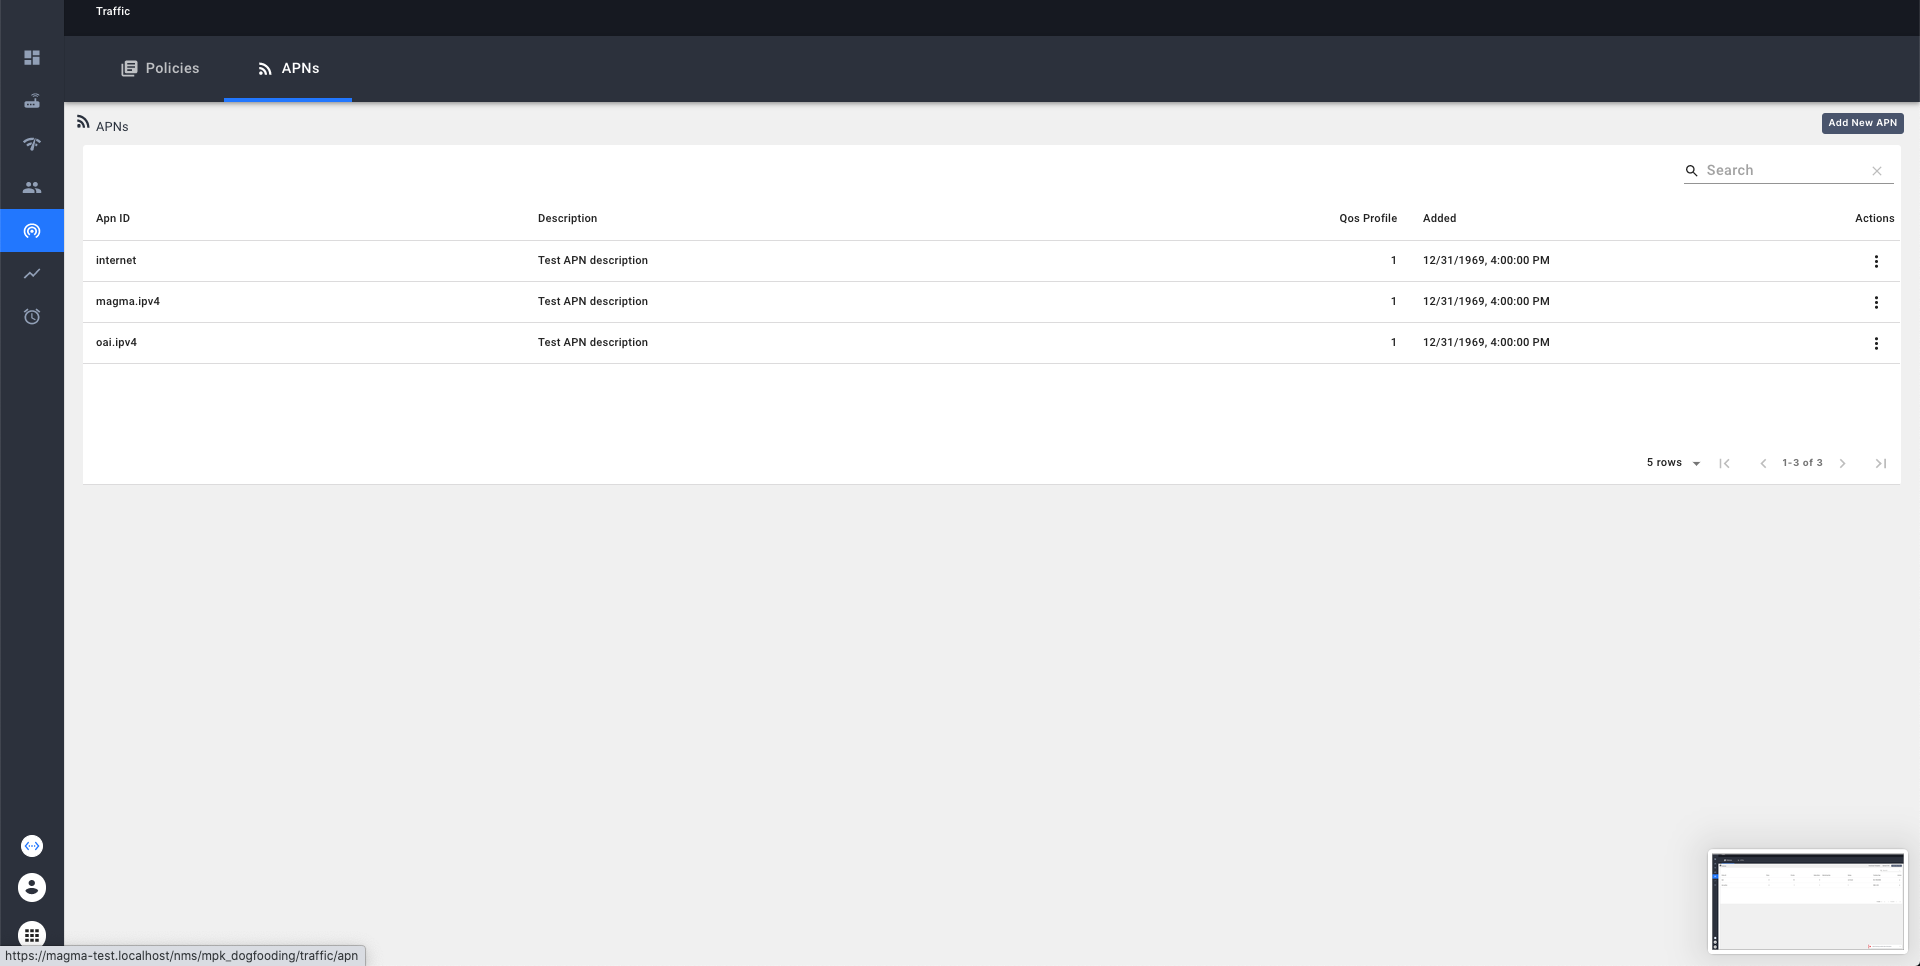 Traffic
Policies APNs
APNs Add New APN
Search
Apn ID Description Qos Profile Added Actions
internet Test APN description 1 12/31/1969, 4:00:00 PM
magma.ipv4 Test APN description 1 12/31/1969, 4:00:00 PM
oai.ipv4 Test APN description 1 12/31/1969, 4:00:00 PM
5 rows 1-3 of 3
https://magma-test.localhost/nms/mpk_dogfooding/traffic/apn